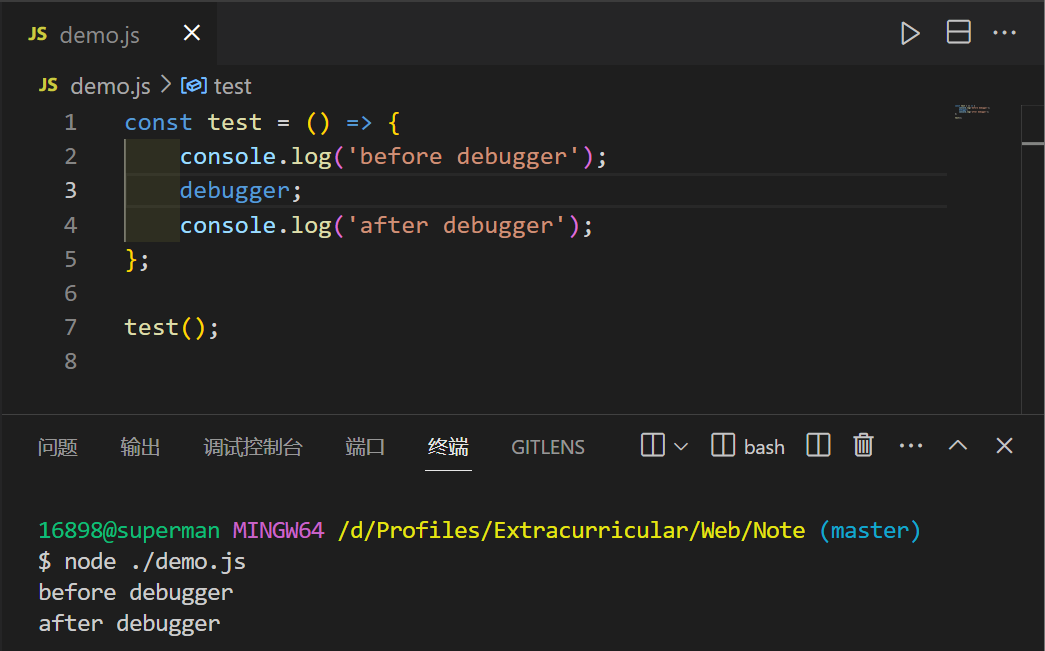 JS demo.js
JS demo.js > test
1 const test = () => {
2 console.log('before debugger');
3 debugger;
4 console.log('after debugger');
5 };
6
7 test();
8
问题 输出 调试控制台 端口 终端 GITLENS bash
16898@superman MINGW64 /d/Profiles/Extracurricular/Web/Note (master)
$ node ./demo.js
before debugger
after debugger